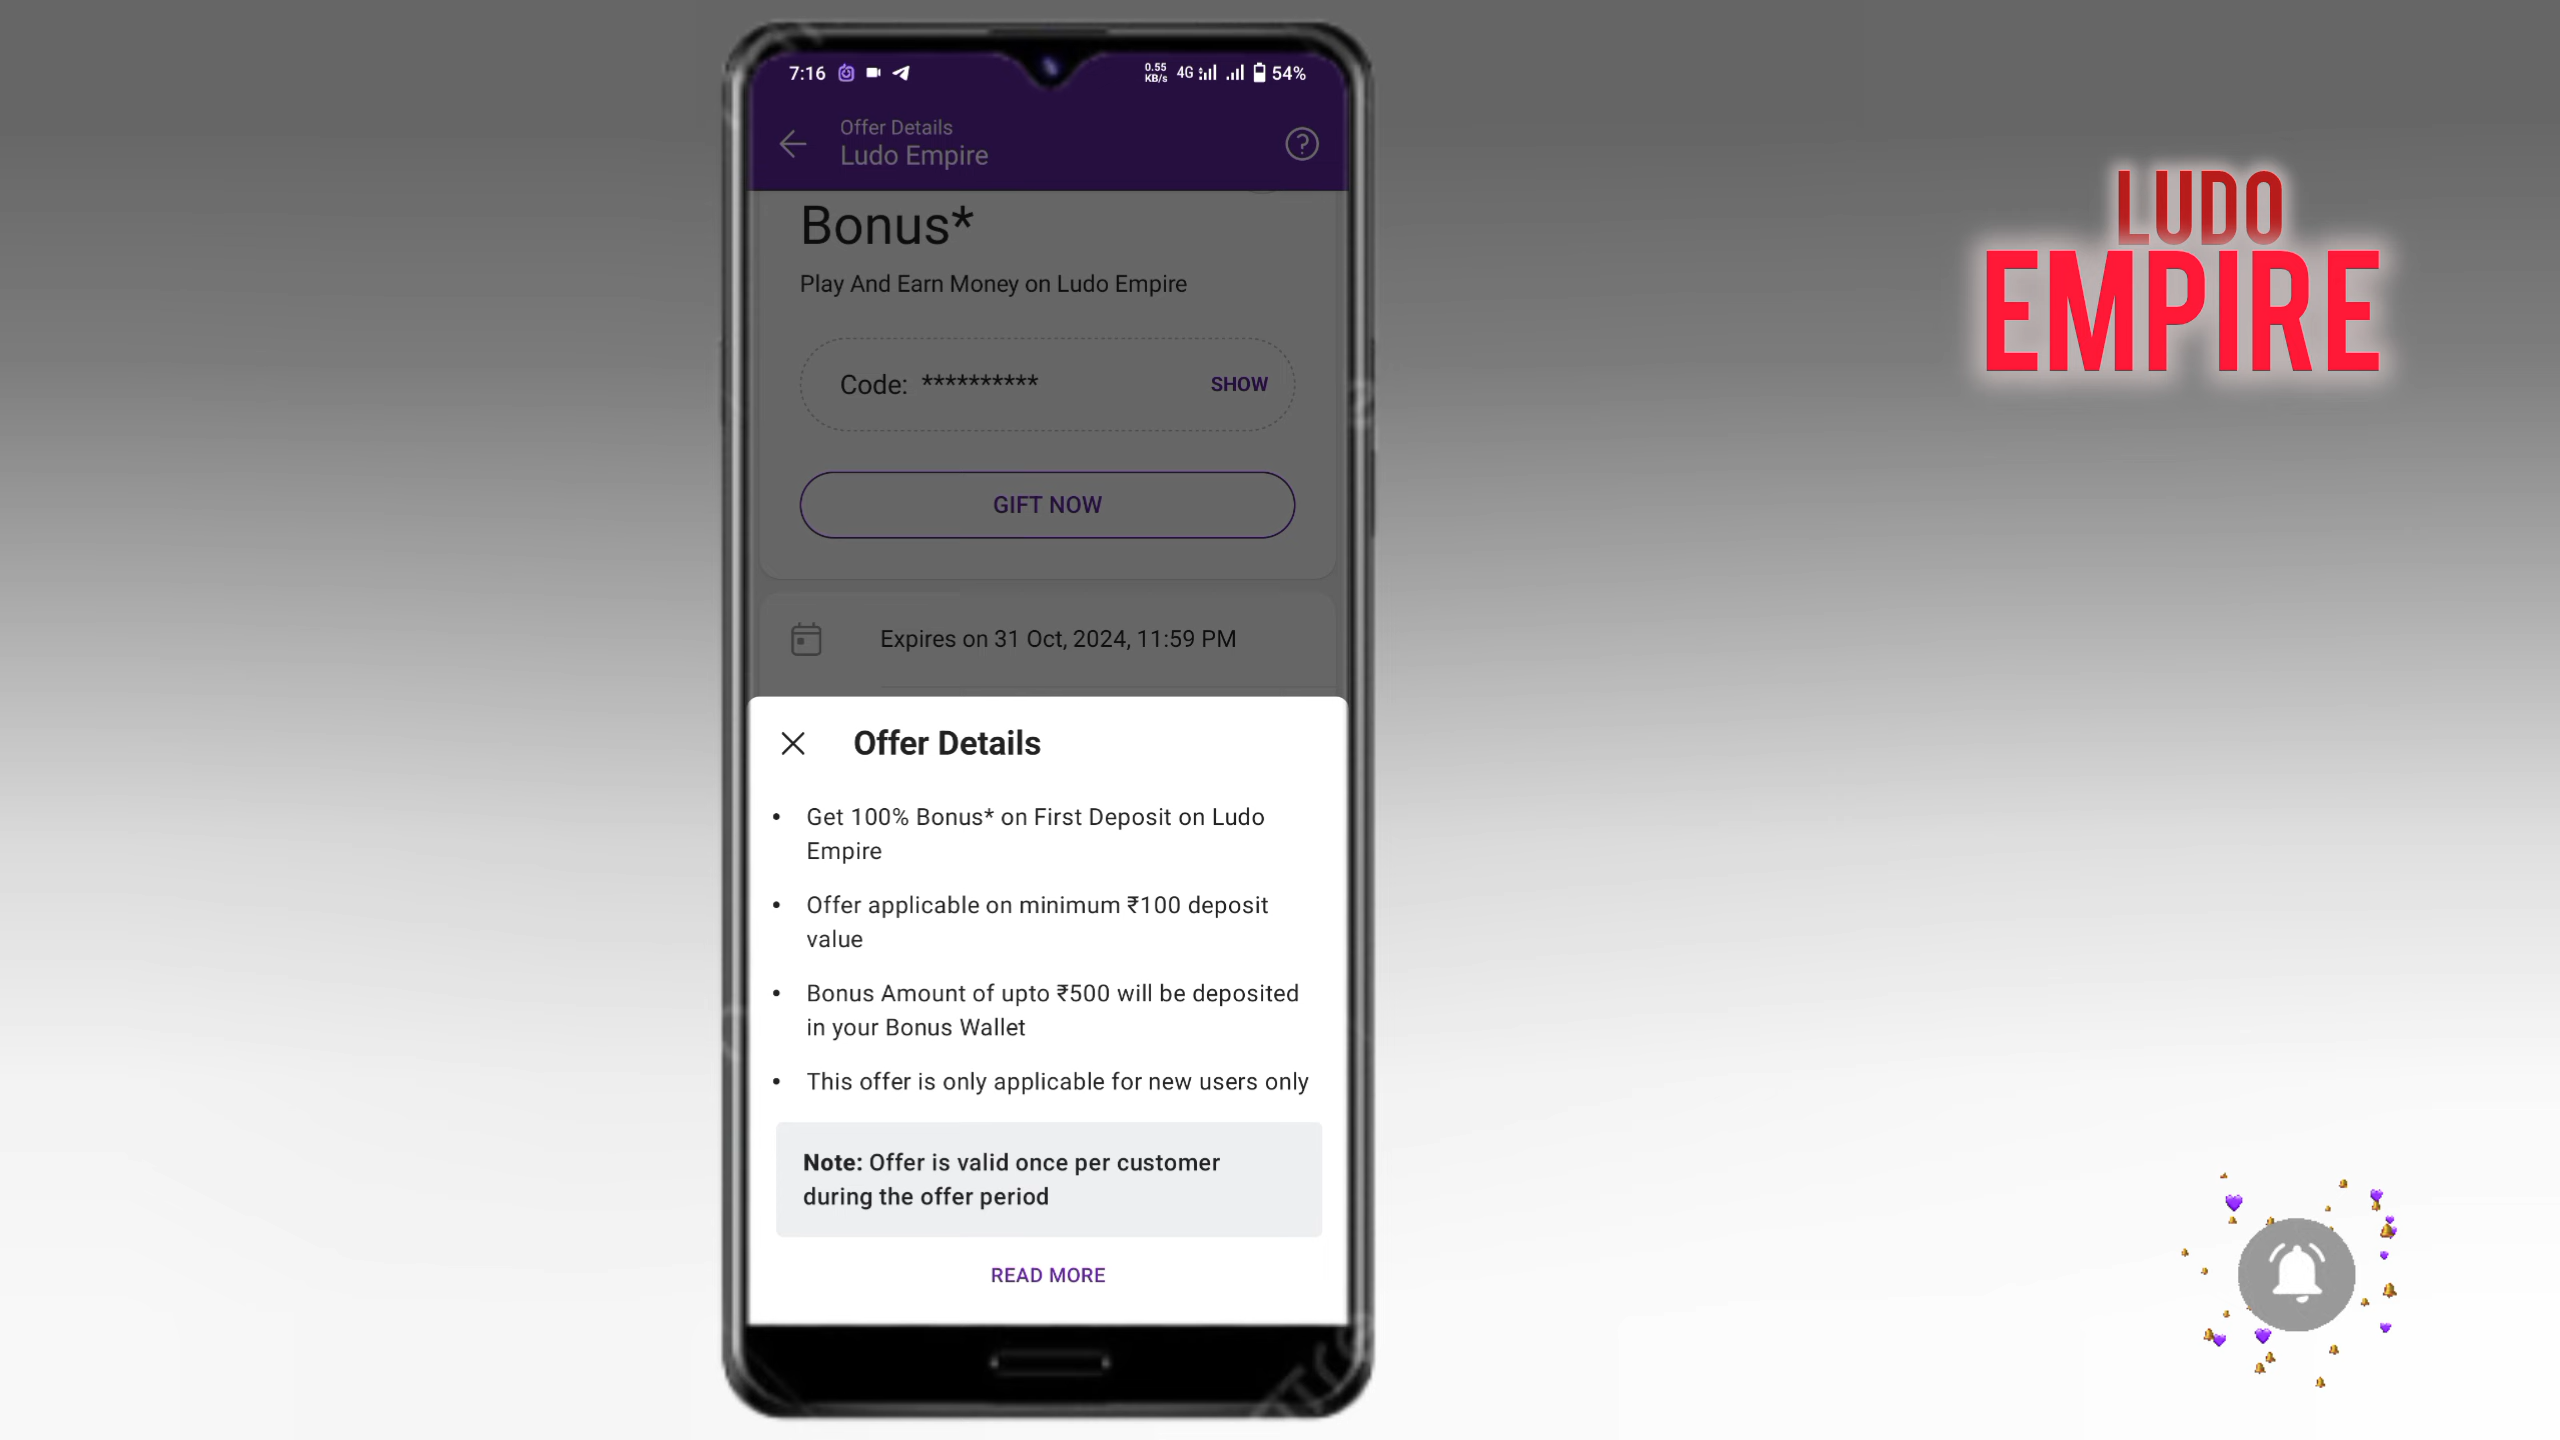 7:16
0.55
KB/s
4G
54%
Offer Details
Ludo Empire
Bonus*
Play And Earn Money on Ludo Empire
Code: **********
SHOW
GIFT NOW
Expires on 31 Oct, 2024, 11:59 PM
Offer Details
• Get 100% Bonus* on First Deposit on Ludo
Empire
• Offer applicable on minimum ₹100 deposit
value
• Bonus Amount of upto ₹500 will be deposited
in your Bonus Wallet
• This offer is only applicable for new users only
Note: Offer is valid once per customer
during the offer period
READ MORE
LUDO
EMPIRE